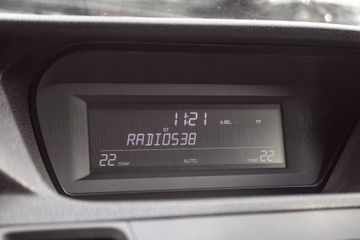 11:21 A.SEL - TP
ST
RADIO538
22 TEMP AUTO TEMP 22